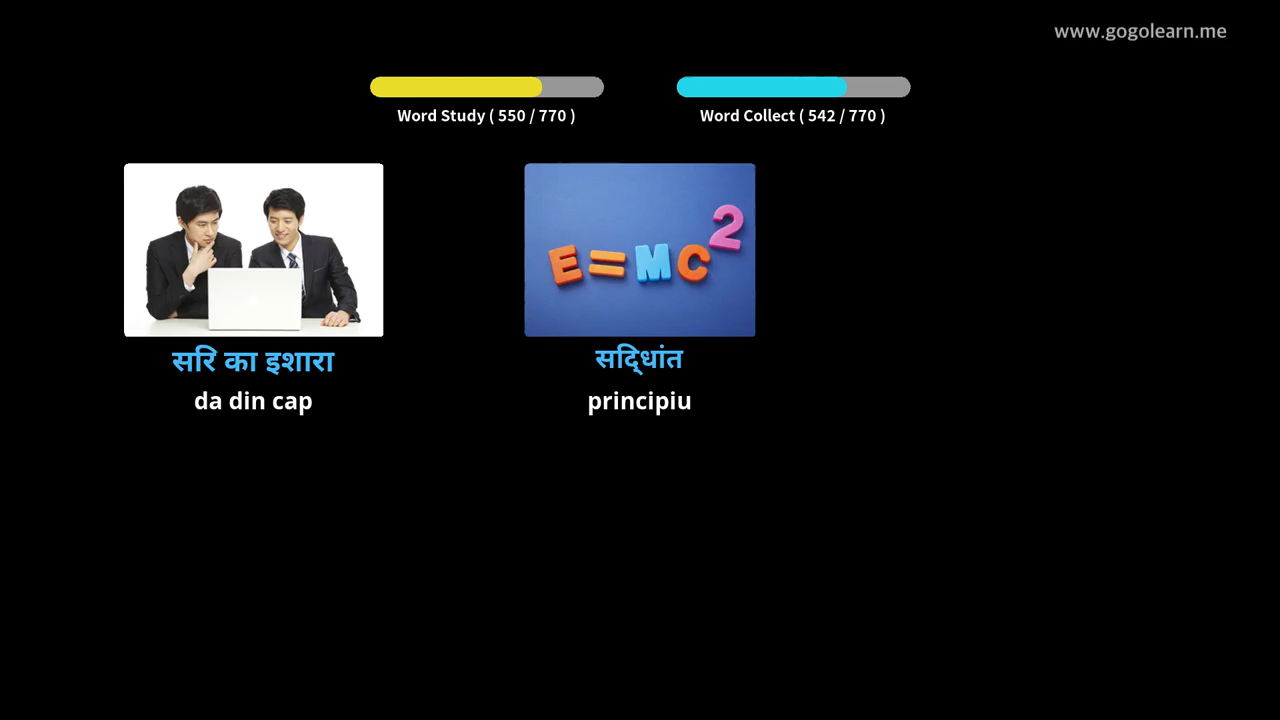 www.gogolearn.me
Word Study ( 550 / 770 )
Word Collect ( 542 / 770 )
E=MC2
सरि का इशारा
da din cap
सद्धिांत
principiu